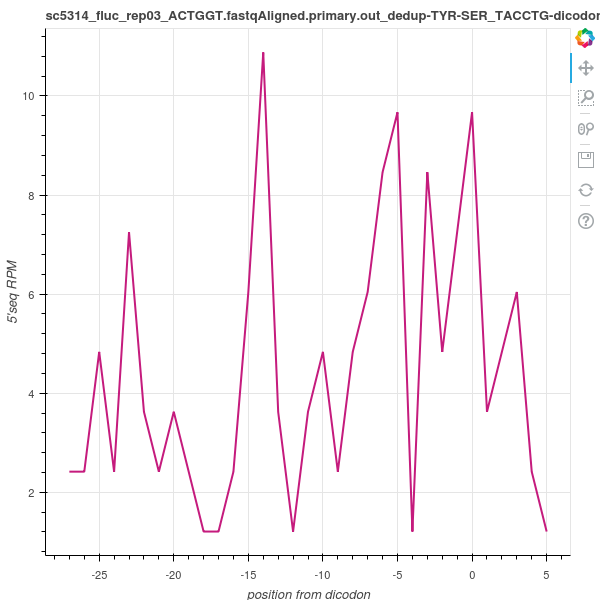 sc5314_fluc_rep03_ACTGGT.fastqAligned.primary.out_dedup-TYR-SER_TACCTG-dicodon
10
8
6
4
2
5'seq RPM
-25 -20 -15 -10 -5 0 5
position from dicodon